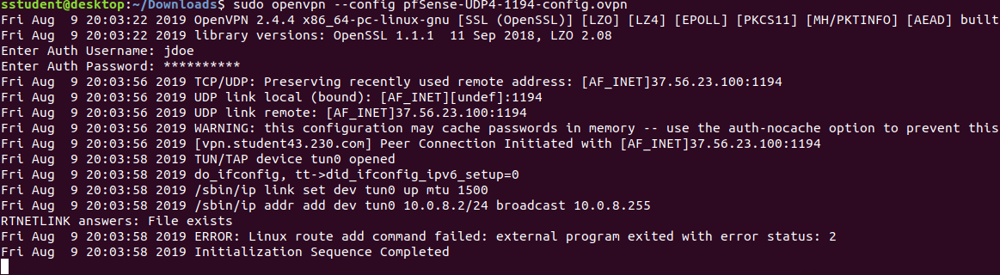 sstudent@desktop:~/Downloads$ sudo openvpn --config pfSense-UDP4-1194-config.ovpn
Fri Aug  9 20:03:22 2019 OpenVPN 2.4.4 x86_64-pc-linux-gnu [SSL (OpenSSL)] [LZO] [LZ4] [EPOLL] [PKCS11] [MH/PKTINFO] [AEAD] built
Fri Aug  9 20:03:22 2019 library versions: OpenSSL 1.1.1  11 Sep 2018, LZO 2.08
Enter Auth Username: jdoe
Enter Auth Password: **********
Fri Aug  9 20:03:56 2019 TCP/UDP: Preserving recently used remote address: [AF_INET]37.56.23.100:1194
Fri Aug  9 20:03:56 2019 UDP link local (bound): [AF_INET][undef]:1194
Fri Aug  9 20:03:56 2019 UDP link remote: [AF_INET]37.56.23.100:1194
Fri Aug  9 20:03:56 2019 WARNING: this configuration may cache passwords in memory -- use the auth-nocache option to prevent this
Fri Aug  9 20:03:56 2019 [vpn.student43.230.com] Peer Connection Initiated with [AF_INET]37.56.23.100:1194
Fri Aug  9 20:03:58 2019 TUN/TAP device tun0 opened
Fri Aug  9 20:03:58 2019 do_ifconfig, tt->did_ifconfig_ipv6_setup=0
Fri Aug  9 20:03:58 2019 /sbin/ip link set dev tun0 up mtu 1500
Fri Aug  9 20:03:58 2019 /sbin/ip addr add dev tun0 10.0.8.2/24 broadcast 10.0.8.255
RTNETLINK answers: File exists
Fri Aug  9 20:03:58 2019 ERROR: Linux route add command failed: external program exited with error status: 2
Fri Aug  9 20:03:58 2019 Initialization Sequence Completed